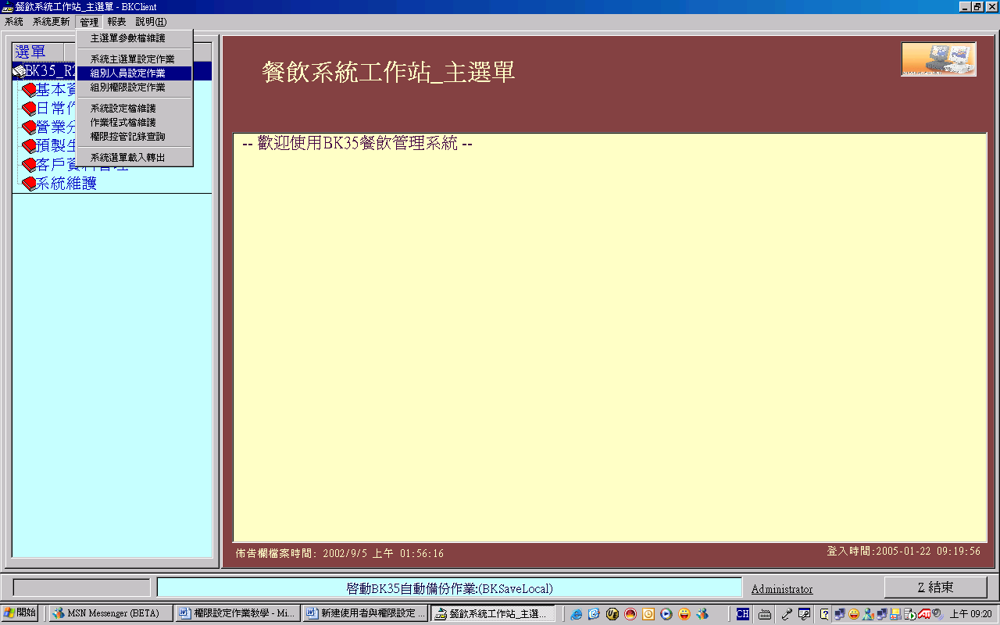 餐飲系統工作站_主選單 - BKClient
系統 系統更新 管理 報表 說明(H)
主選單參數檔維護
系統主選單設定作業
組別人員設定作業
組別權限設定作業
系統設定檔維護
作業程式檔維護
權限控管記錄查詢
系統選單載入轉出
選單
BK35_R
基本
日常
營業
預製
客戶資料管理
系統維護
餐飲系統工作站_主選單
-- 歡迎使用BK35餐飲管理系統 --
佈告欄檔案時間: 2002/9/5 上午 01:56:16
登入時間:2005-01-22 09:19:56
啟動BK35自動備份作業:(BKSaveLocal)
Administrator
Z 結束
開始
MSN Messenger (BETA)
權限設定作業教學 - Mi...
新建使用者與權限設定 ...
餐飲系統工作站_主選...
CH
上午 09:20